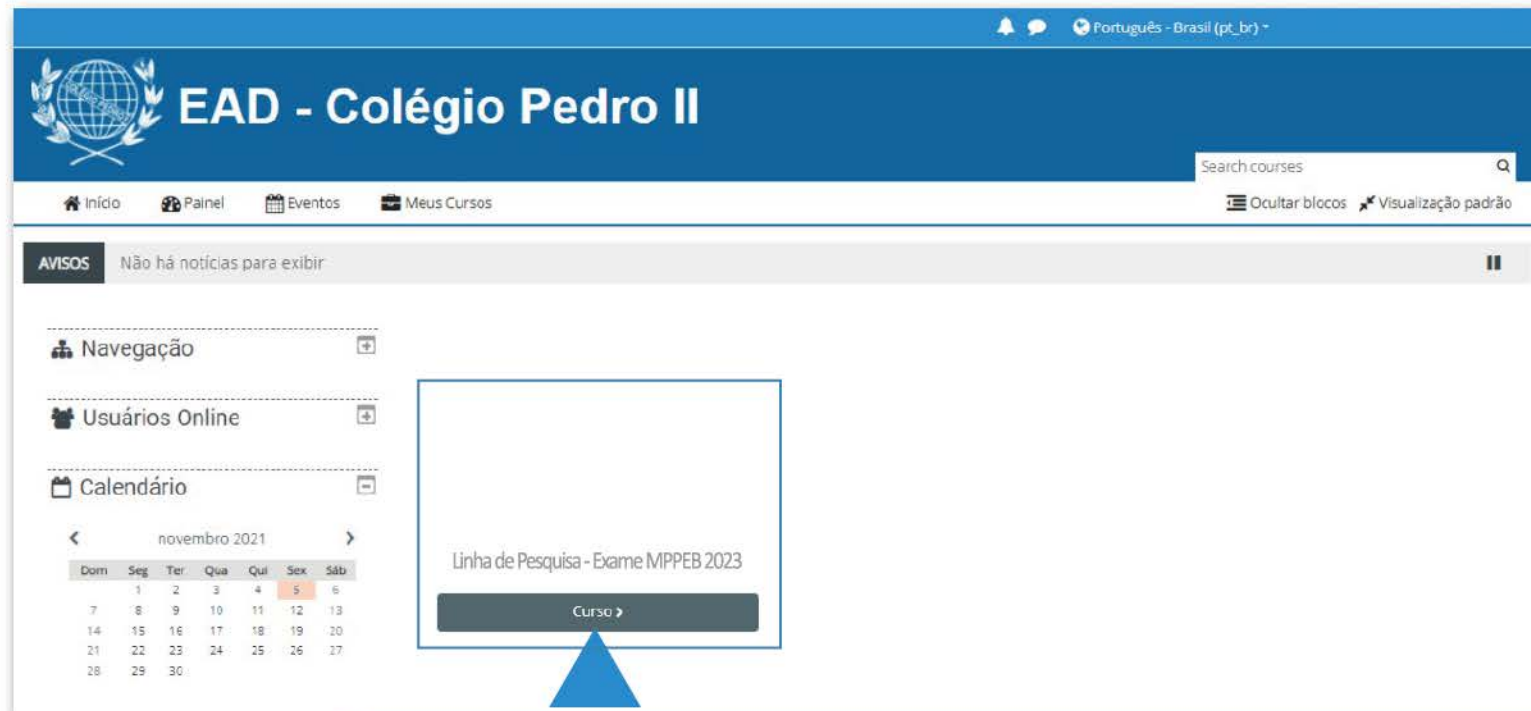 Português - Brasil (pt_br)
EAD - Colégio Pedro II
Search courses
Início Painel Eventos Meus Cursos Ocultar blocos Visualização padrão
AVISOS Não há notícias para exibir
Navegação
Usuários Online
Calendário
novembro 2021
Dom Seg Ter Qua Qui Sex Sáb
1 2 3 4 5 6
7 8 9 10 11 12 13
14 15 16 17 18 19 20
21 22 23 24 25 26 27
28 29 30
Linha de Pesquisa - Exame MPPEB 2023
Curso